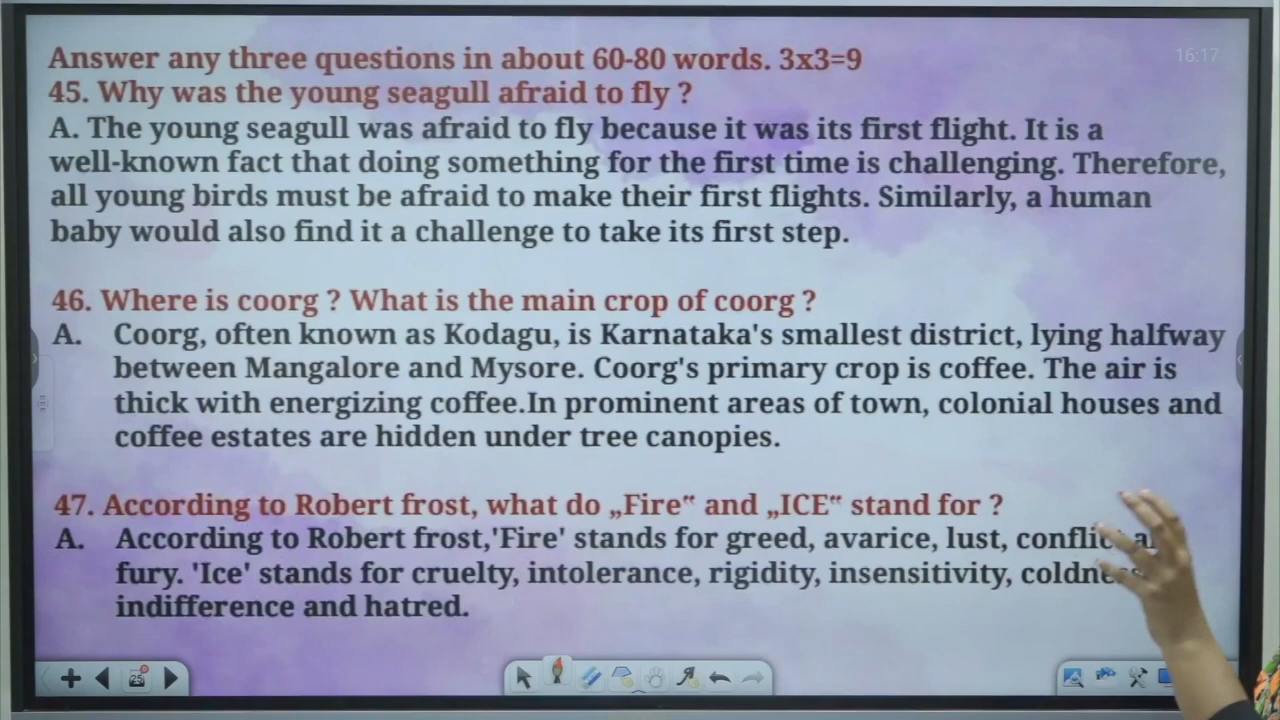 16:17
Answer any three questions in about 60-80 words. 3x3=9
45. Why was the young seagull afraid to fly ?
A. The young seagull was afraid to fly because it was its first flight. It is a
well-known fact that doing something for the first time is challenging. Therefore,
all young birds must be afraid to make their first flights. Similarly, a human
baby would also find it a challenge to take its first step.
46. Where is coorg ? What is the main crop of coorg ?
A. Coorg, often known as Kodagu, is Karnataka's smallest district, lying halfway
between Mangalore and Mysore. Coorg's primary crop is coffee. The air is
thick with energizing coffee.In prominent areas of town, colonial houses and
coffee estates are hidden under tree canopies.
47. According to Robert frost, what do „Fire‟ and „ICE‟ stand for ?
A. According to Robert frost,'Fire' stands for greed, avarice, lust,
fury. 'Ice' stands for cruelty, intolerance, rigidity, insensitivity,
indifference and hatred.
25